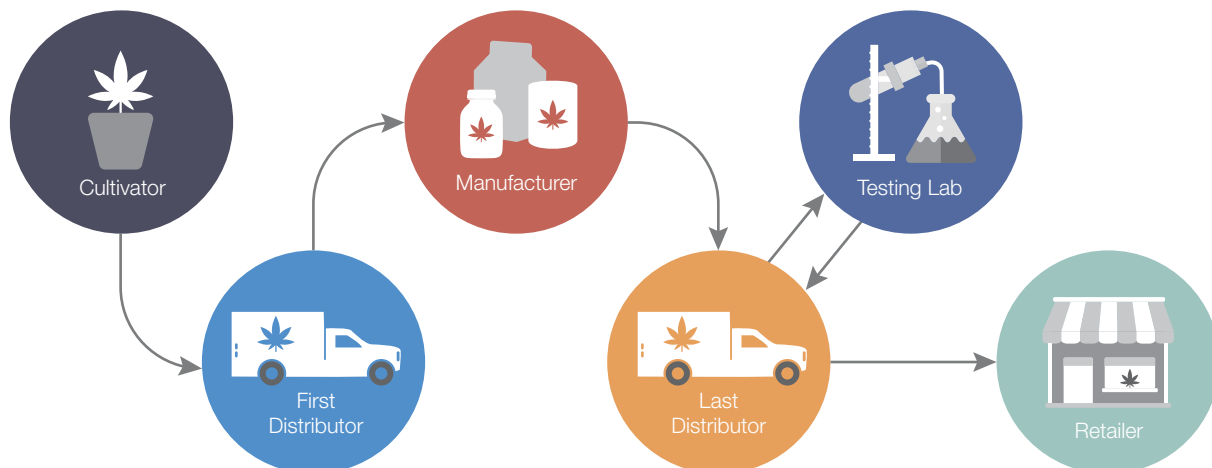 Cultivator
Manufacturer
Testing Lab
First
Distributor
Last
Distributor
Retailer